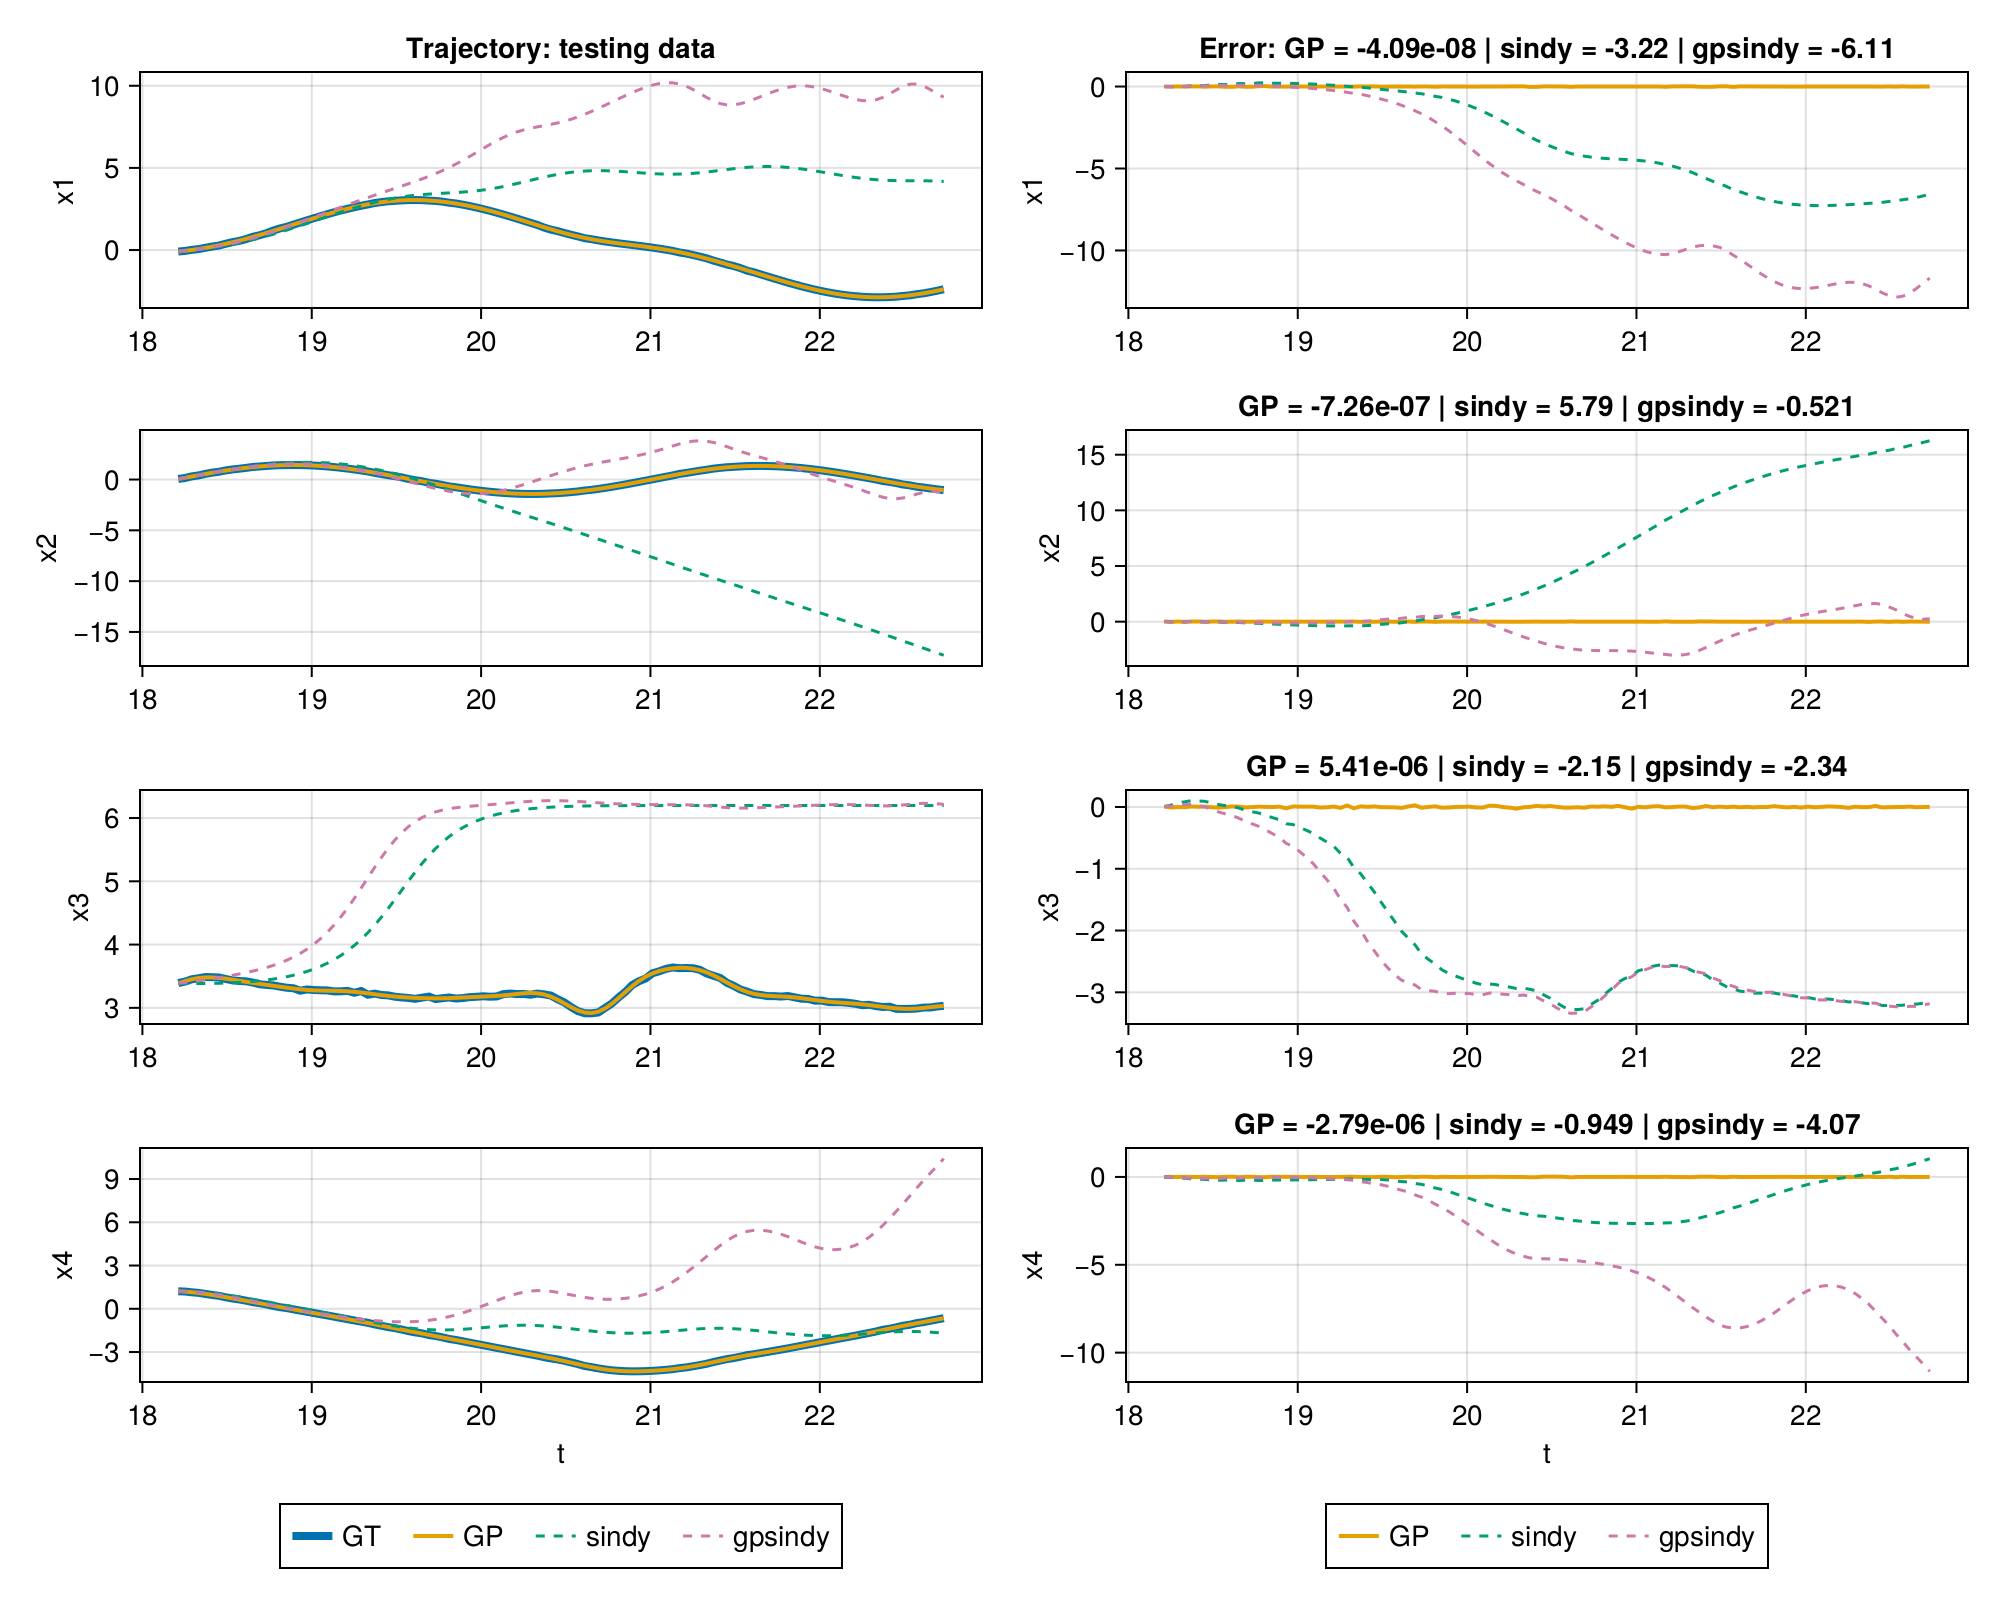 Trajectory: testing data
x1
10
5
0
18 19 20 21 22
Error: GP = -4.09e-08 | sindy = -3.22 | gpsindy = -6.11
x1
0
−5
−10
18 19 20 21 22
x2
0
−5
−10
−15
18 19 20 21 22
GP = -7.26e-07 | sindy = 5.79 | gpsindy = -0.521
x2
15
10
5
0
18 19 20 21 22
x3
6
5
4
3
18 19 20 21 22
GP = 5.41e-06 | sindy = -2.15 | gpsindy = -2.34
x3
0
−1
−2
−3
18 19 20 21 22
x4
9
6
3
0
−3
18 19 20 21 22
t
GP = -2.79e-06 | sindy = -0.949 | gpsindy = -4.07
x4
0
−5
−10
18 19 20 21 22
t
GT GP sindy gpsindy
GP sindy gpsindy